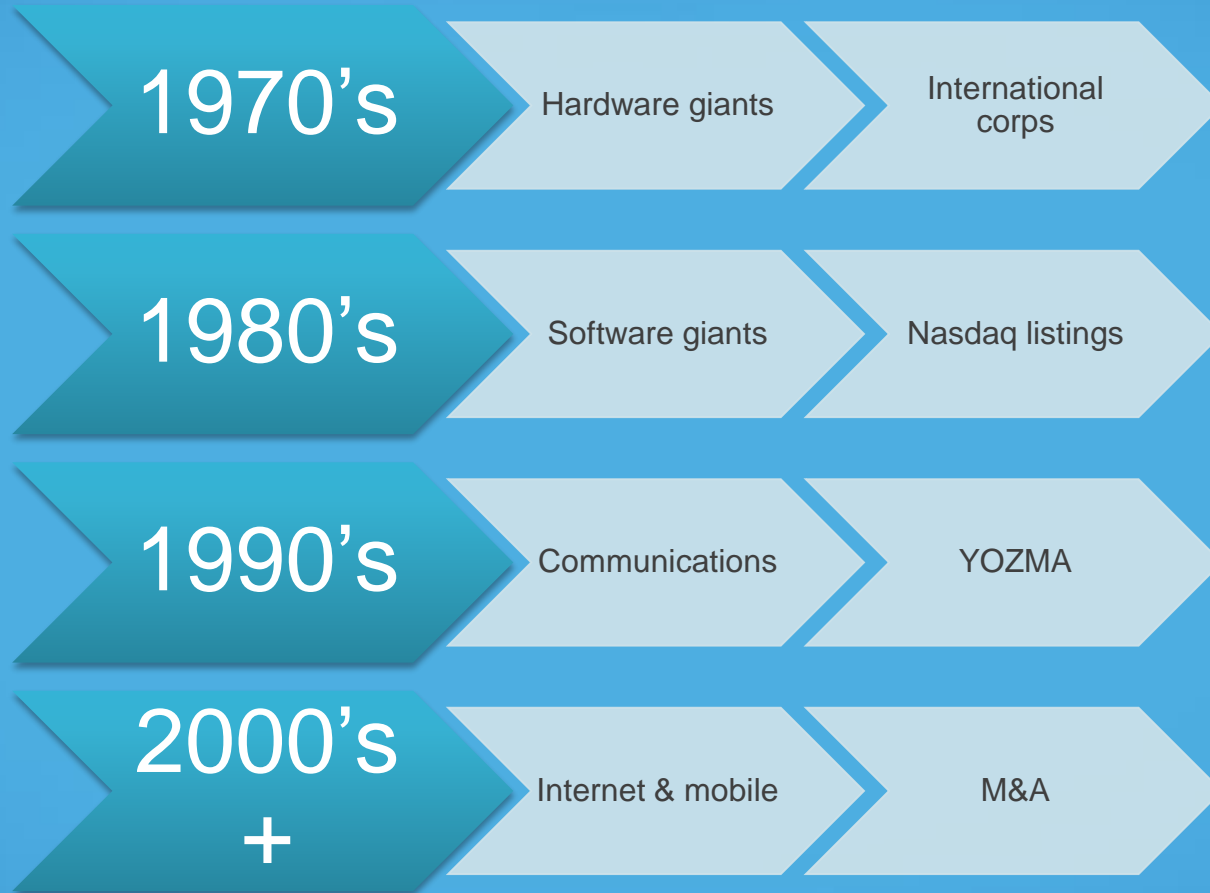 1970’s
Hardware giants
International
corps
1980’s
Software giants
Nasdaq listings
1990’s
Communications
YOZMA
2000’s
+
Internet & mobile
M&A